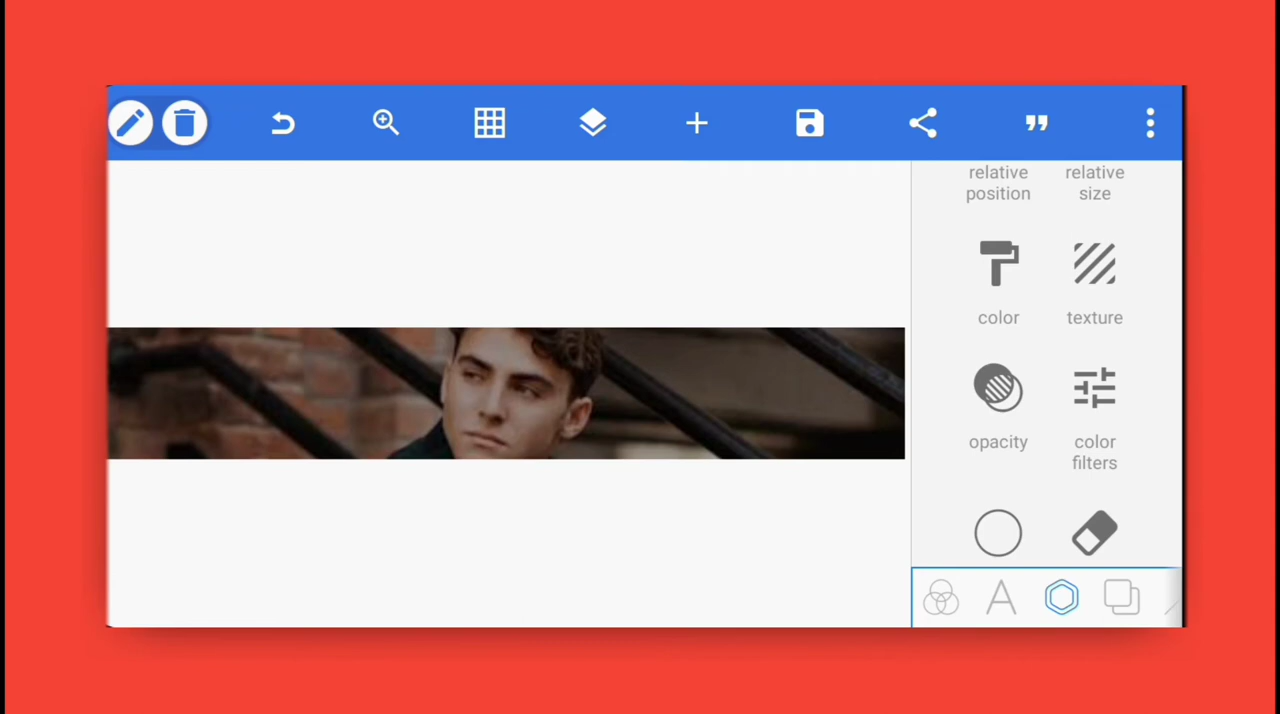 relative
position
relative
size
color
texture
opacity
color
filters